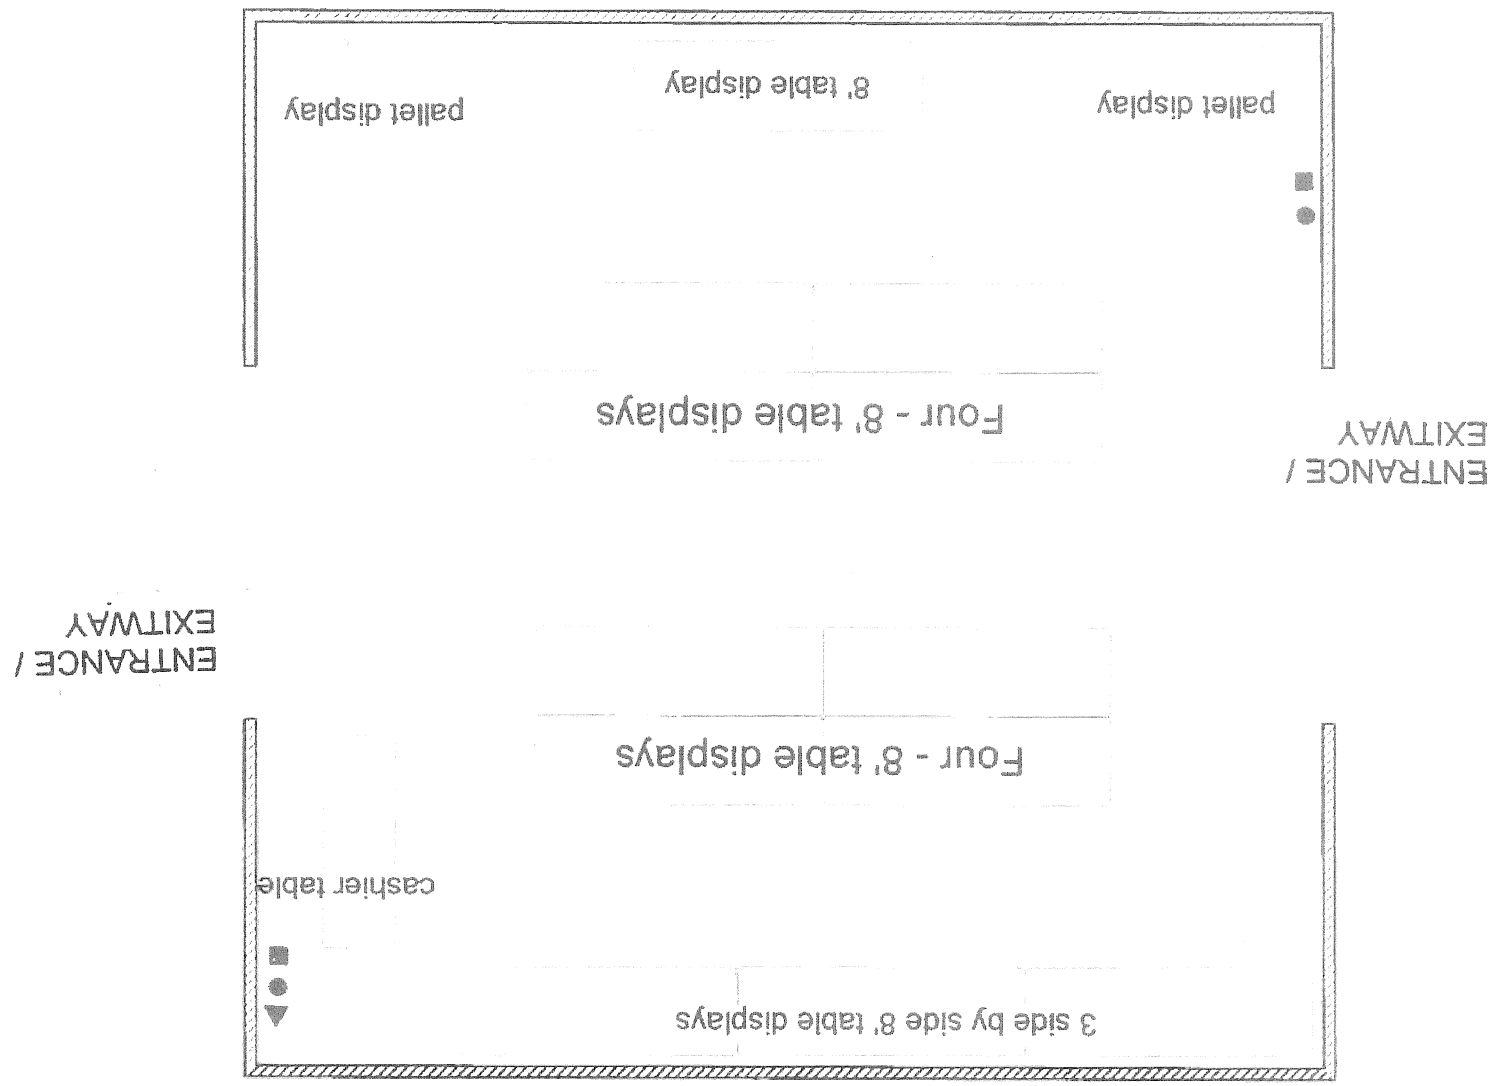 3 side by side 8' table displays
cashier table
Four - 8' table displays
ENTRANCE /
EXITWAY
ENTRANCE /
EXITWAY
Four - 8' table displays
pallet display
8' table display
pallet display